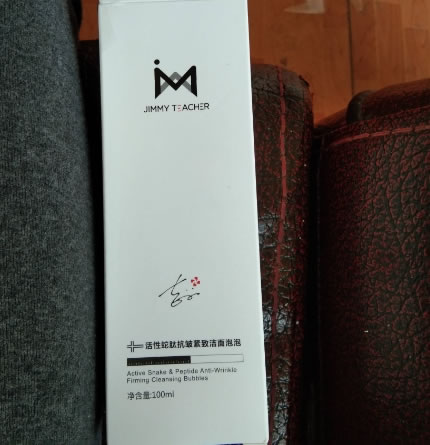 JIMMY TEACHER
活性蛇肽抗皱紧致洁面泡泡
Active Snake & Peptide Anti-Wrinkle
Firming Cleansing Bubbles
净含量:100ml